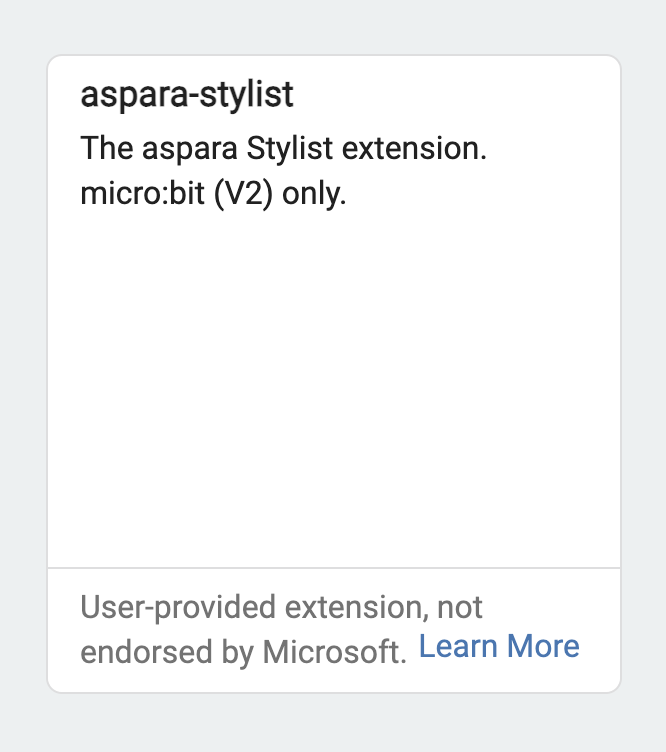 aspara-stylist
The aspara Stylist extension.
micro:bit (V2) only.
User-provided extension, not
endorsed by Microsoft. Learn More